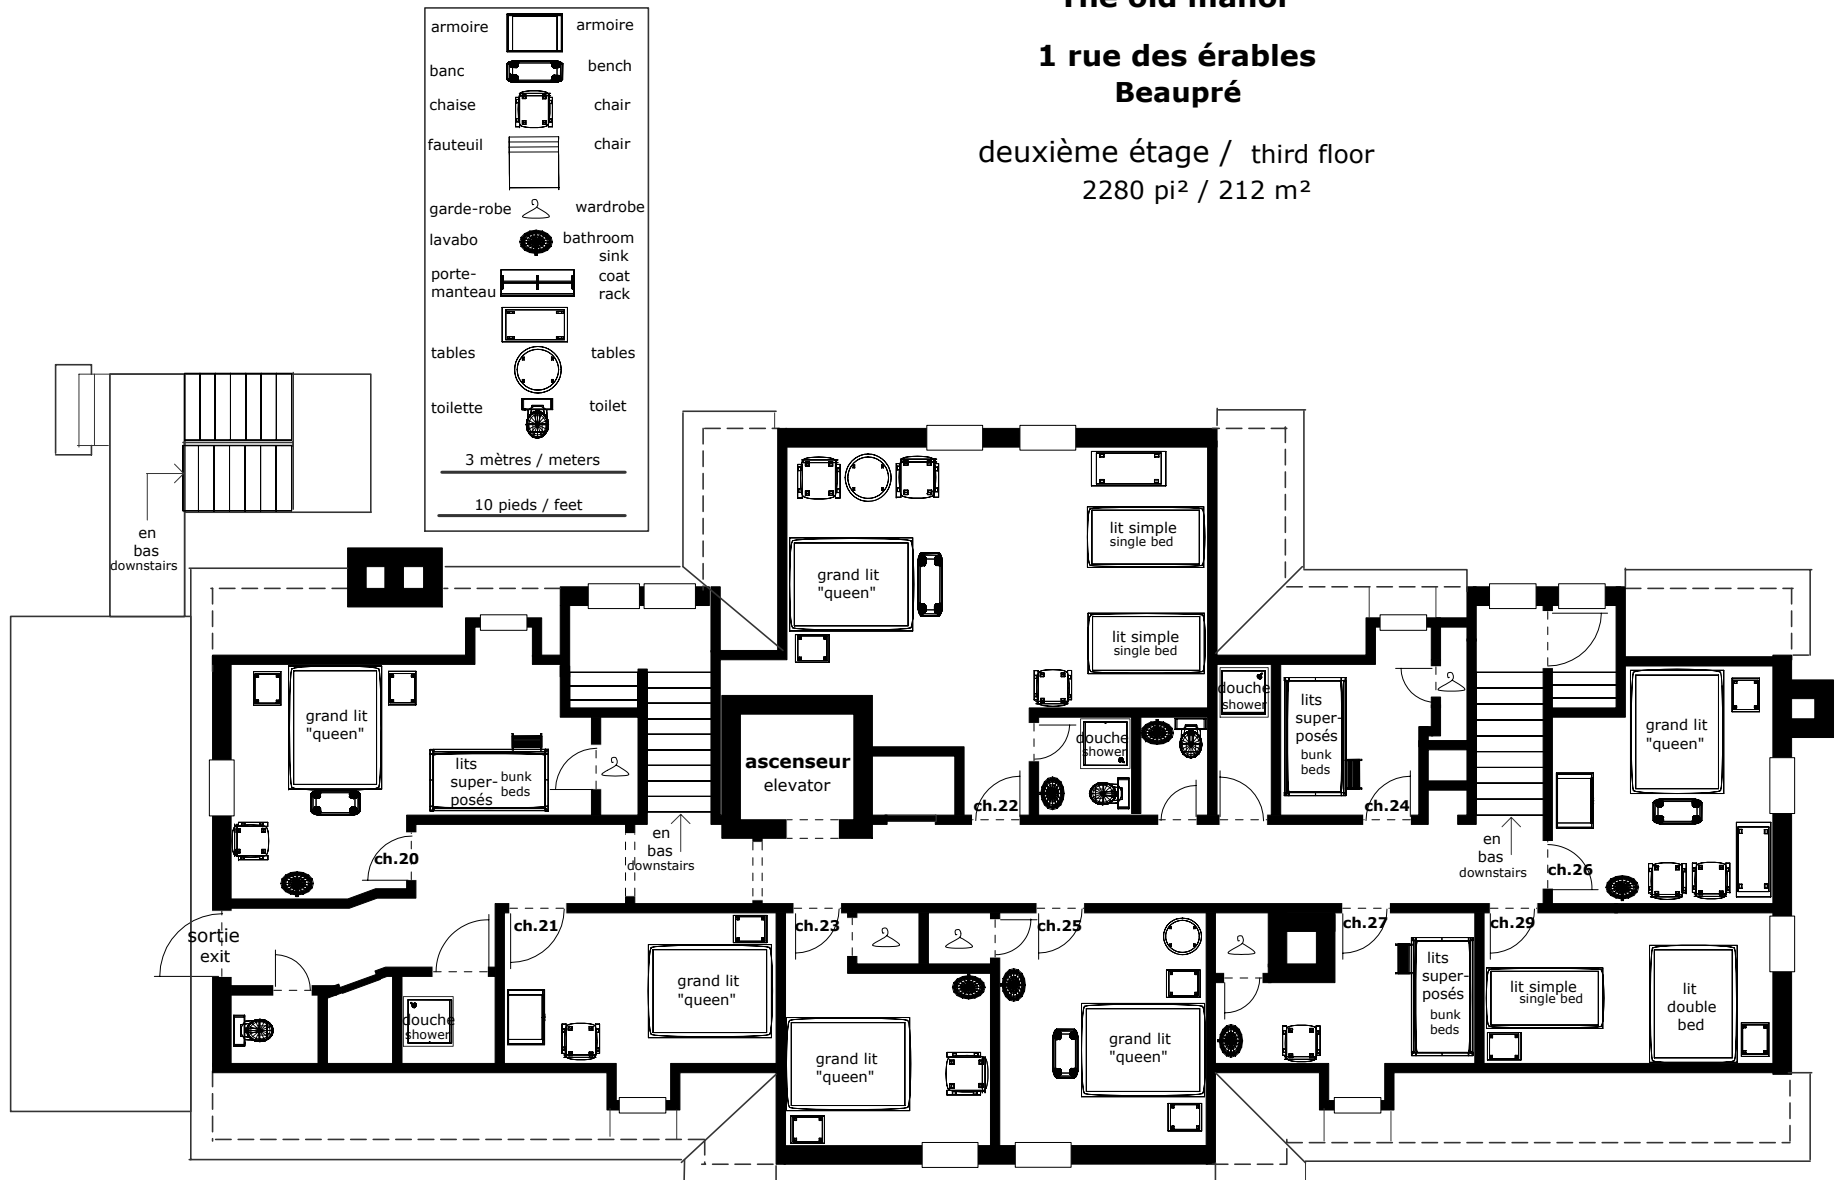 The old manor
1 rue des érables
Beaupré
deuxième étage / third floor
2280 pi² / 212 m²
armoire armoire
banc bench
chaise chair
fauteuil chair
garde-robe wardrobe
lavabo bathroom
sink
porte- coat
manteau rack
tables tables
toilette toilet
3 mètres / meters
10 pieds / feet
en
bas
downstairs
grand lit
"queen"
lit simple
single bed
lit simple
single bed
grand lit
"queen"
lits
super-
posés
bunk
beds
ch.20
en
bas
downstairs
ascenseur
elevator
ch.22
douche
shower
douche
shower
lits
super-
posés
bunk
beds
ch.24
en
bas
downstairs
grand lit
"queen"
ch.26
sortie
exit
douche
shower
ch.21
grand lit
"queen"
ch.23
grand lit
"queen"
ch.25
grand lit
"queen"
ch.27
lits
super-
posés
bunk
beds
ch.29
lit simple
single bed
lit
double
bed